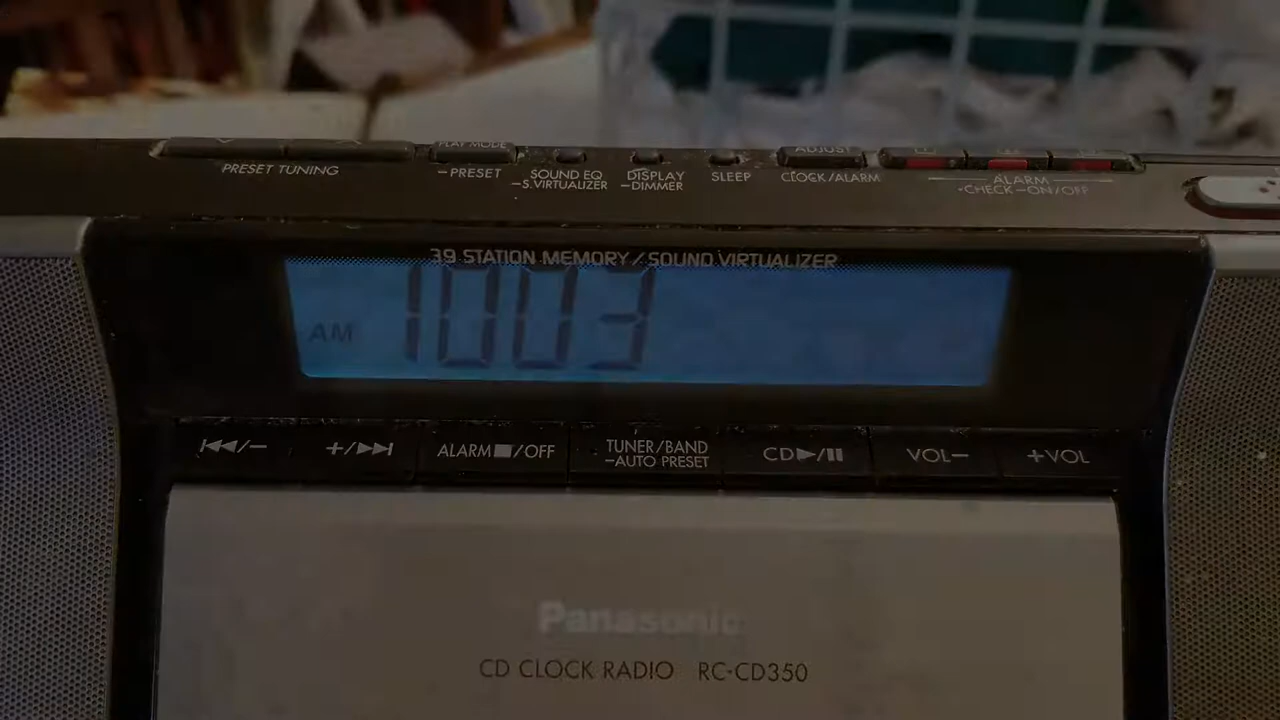 PLAY MODE
ADJUST
PRESET TUNING
–PRESET
SOUND EQ
–S.VIRTUALIZER
DISPLAY
–DIMMER
SLEEP
CLOCK/ALARM
ALARM
•CHECK –ON/OFF
39 STATION MEMORY/SOUND VIRTUALIZER
AM 1003
⏮/–
+/⏭
ALARM■/OFF
TUNER/BAND
–AUTO PRESET
CD▶/⏸
VOL–
+VOL
Panasonic
CD CLOCK RADIO RC-CD350